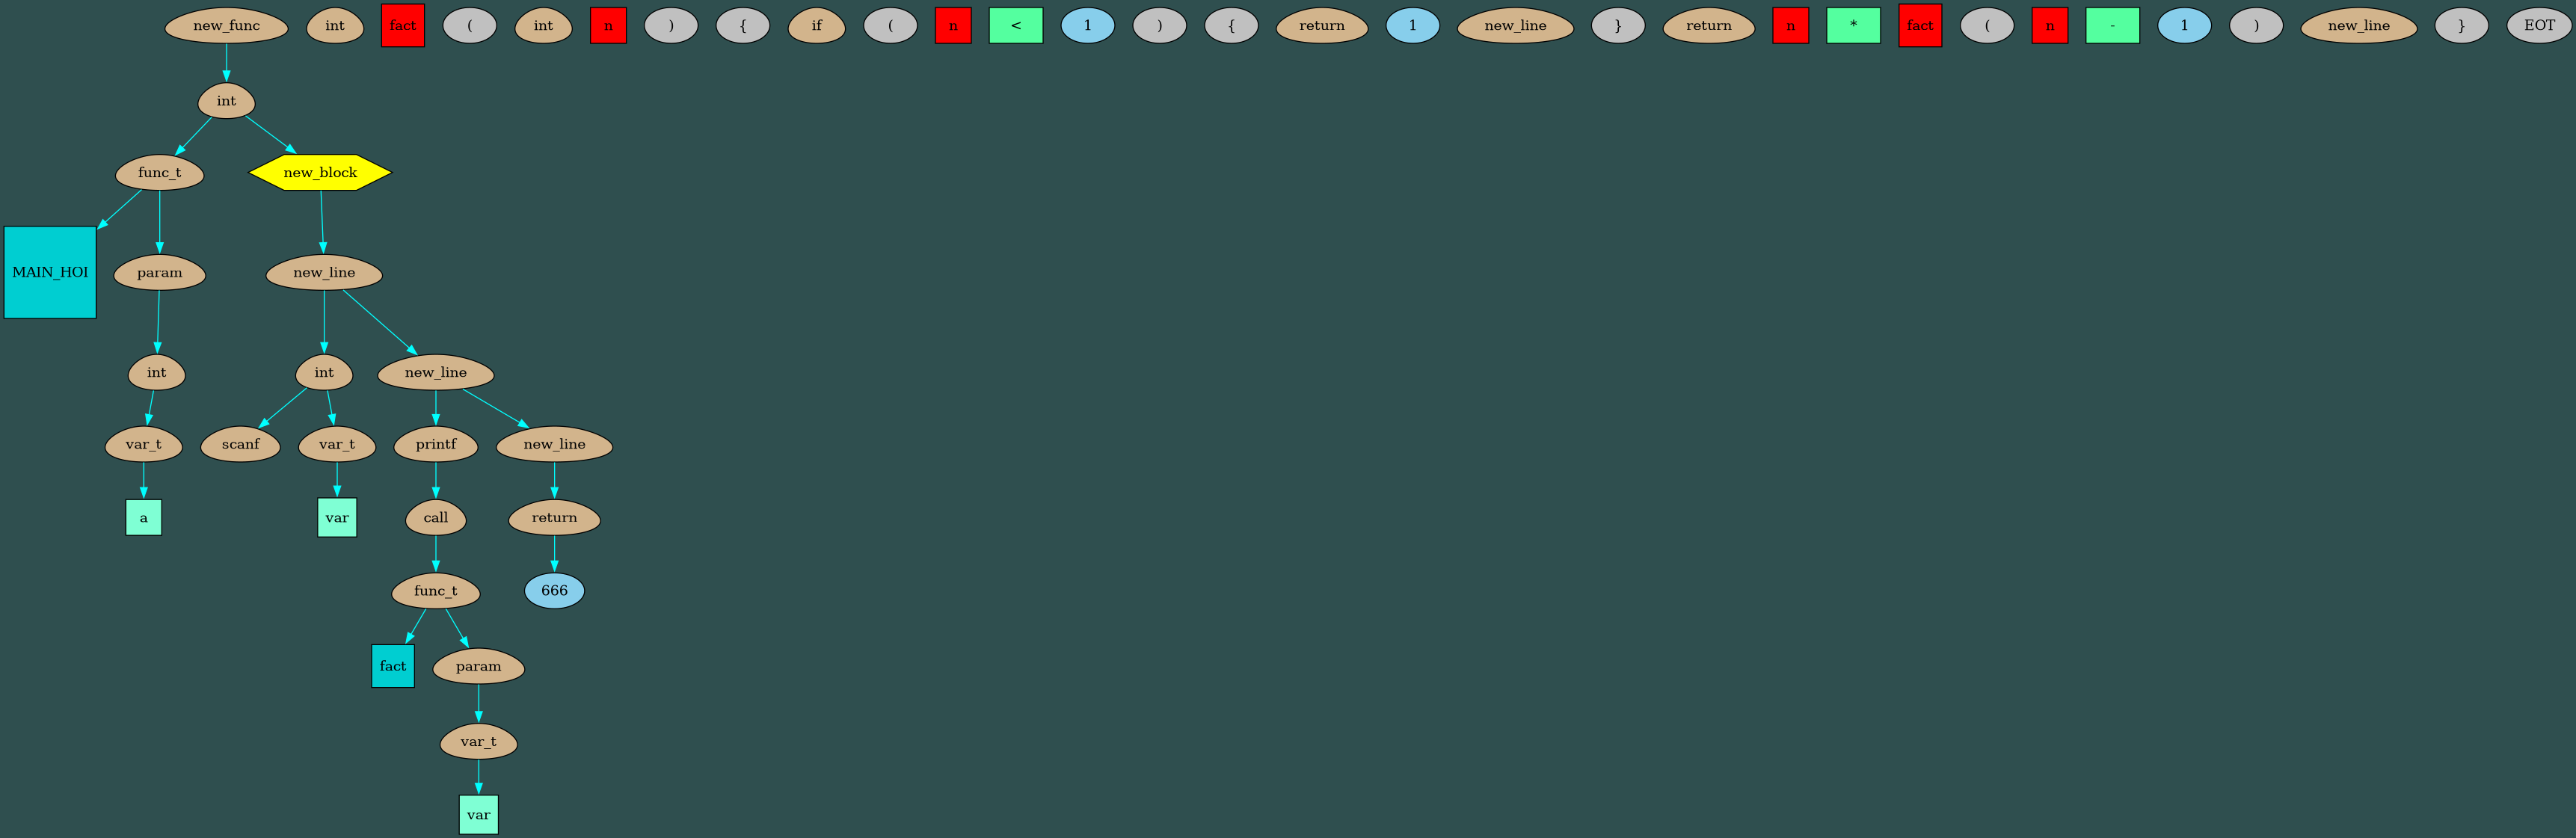 new_func int fact ( int n ) { if ( n < 1 ) { return 1 new_line } return n * fact ( n - 1 ) new_line } EOT
int
func_t new_block
MAIN_HOI param new_line
int int new_line
var_t scanf var_t printf new_line
a var call return
func_t 666
fact param
var_t
var